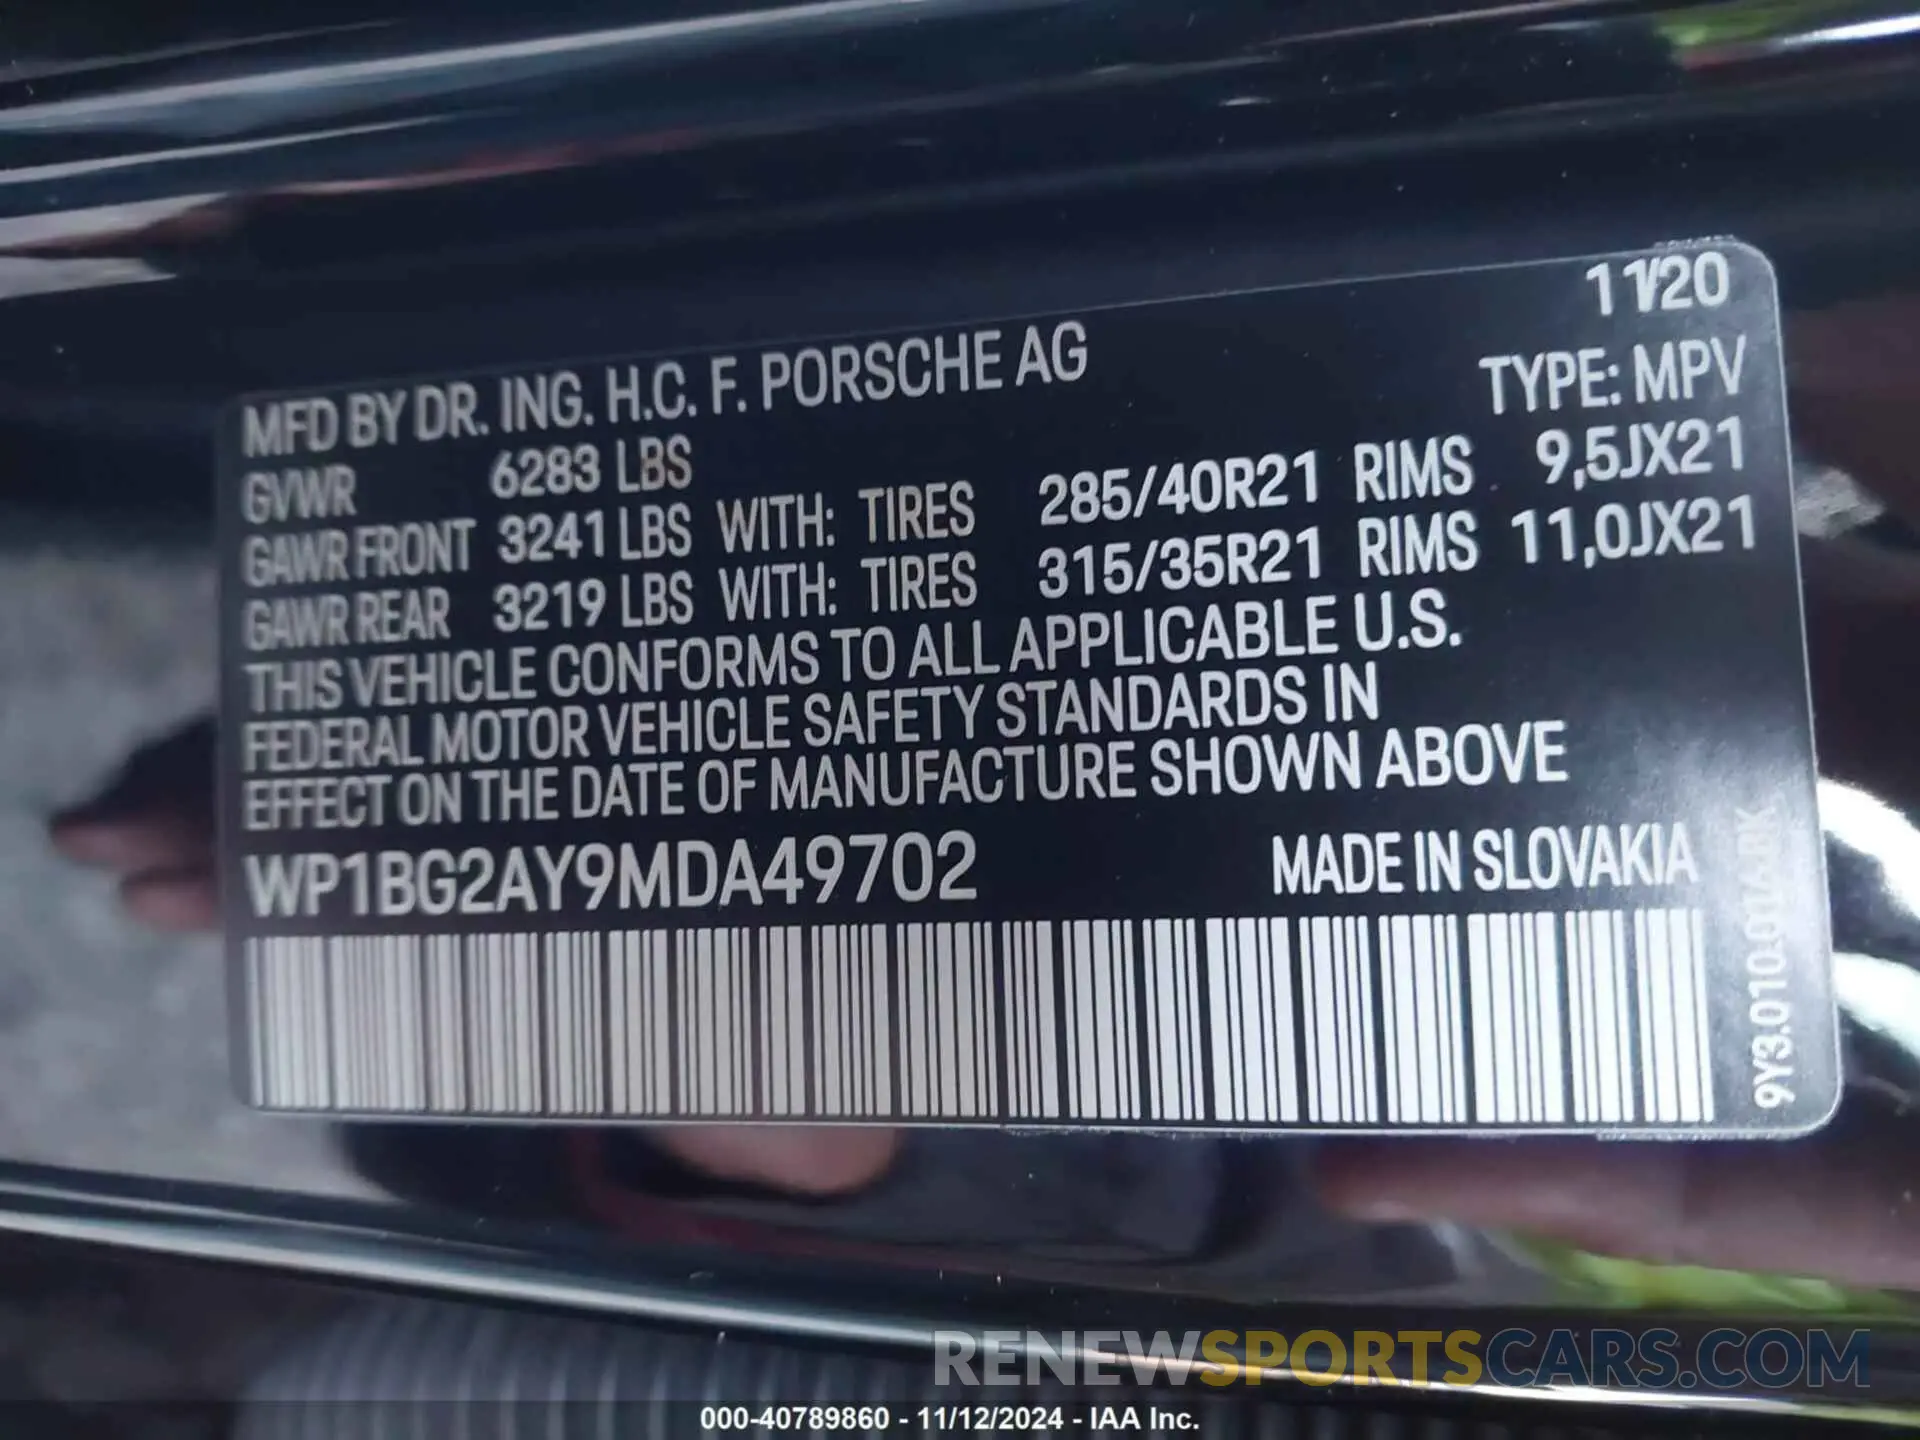 11/20
MFD BY DR. ING. H.C. F. PORSCHE AG TYPE: MPV
GVWR 6283 LBS
GAWR FRONT 3241 LBS WITH: TIRES 285/40R21 RIMS 9,5JX21
GAWR REAR 3219 LBS WITH: TIRES 315/35R21 RIMS 11,0JX21
THIS VEHICLE CONFORMS TO ALL APPLICABLE U.S.
FEDERAL MOTOR VEHICLE SAFETY STANDARDS IN
EFFECT ON THE DATE OF MANUFACTURE SHOWN ABOVE
WP1BG2AY9MDA49702 MADE IN SLOVAKIA
RENEWSPORTSCARS.COM
000-40789860 - 11/12/2024 - IAA Inc.